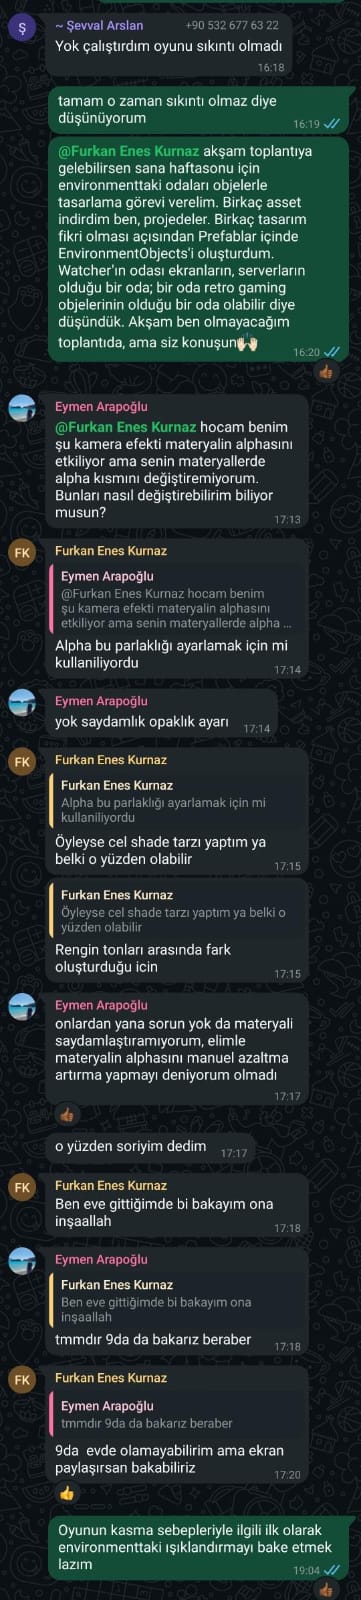 Ş
~ Şevval Arslan
+90 532 677 63 22
Yok çalıştırdım oyunu sıkıntı olmadı
16:18
tamam o zaman sıkıntı olmaz diye
düşünüyorum
16:19
@Furkan Enes Kurnaz akşam toplantıya
gelebilirsen sana haftasonu için
environmenttaki odaları objelerle
tasarlama görevi verelim. Birkaç asset
indirdim ben, projedeler. Birkaç tasarım
fikri olması açısından Prefablar içinde
EnvironmentObjects'i oluşturdum.
Watcher'ın odası ekranların, serverların
olduğu bir oda; bir oda retro gaming
objelerinin olduğu bir oda olabilir diye
düşündük. Akşam ben olmayacağım
toplantıda, ama siz konuşun🙌🏻
16:20
Eymen Arapoğlu
@Furkan Enes Kurnaz hocam benim
şu kamera efekti materyalin alphasını
etkiliyor ama senin materyallerde
alpha kısmını değiştiremiyorum.
Bunları nasıl değiştirebilirim biliyor
musun?
17:13
FK
Furkan Enes Kurnaz
Eymen Arapoğlu
@Furkan Enes Kurnaz hocam benim
şu kamera efekti materyalin alphasını
etkiliyor ama senin materyallerde alpha ...
Alpha bu parlaklığı ayarlamak için mi
kullaniliyordu
17:14
Eymen Arapoğlu
yok saydamlık opaklık ayarı
17:14
FK
Furkan Enes Kurnaz
Furkan Enes Kurnaz
Alpha bu parlaklığı ayarlamak için mi
kullaniliyordu
Öyleyse cel shade tarzı yaptım ya
belki o yüzden olabilir
17:15
Furkan Enes Kurnaz
Öyleyse cel shade tarzı yaptım ya belki o
yüzden olabilir
Rengin tonları arasında fark
oluşturduğu icin
17:15
Eymen Arapoğlu
onlardan yana sorun yok da materyali
saydamlaştıramıyorum, elimle
materyalin alphasını manuel azaltma
artırma yapmayı deniyorum olmadı
17:17
o yüzden soriyim dedim
17:17
FK
Furkan Enes Kurnaz
Ben eve gittiğimde bi bakayım ona
inşaallah
17:18
Eymen Arapoğlu
Furkan Enes Kurnaz
Ben eve gittiğimde bi bakayım ona
inşaallah
tmmdır 9da da bakarız beraber
17:18
FK
Furkan Enes Kurnaz
Eymen Arapoğlu
tmmdır 9da da bakarız beraber
9da evde olamayabilirim ama ekran
paylaşırsan bakabiliriz
17:20
Oyunun kasma sebepleriyle ilgili ilk olarak
environmenttaki ışıklandırmayı bake etmek
lazım
19:04